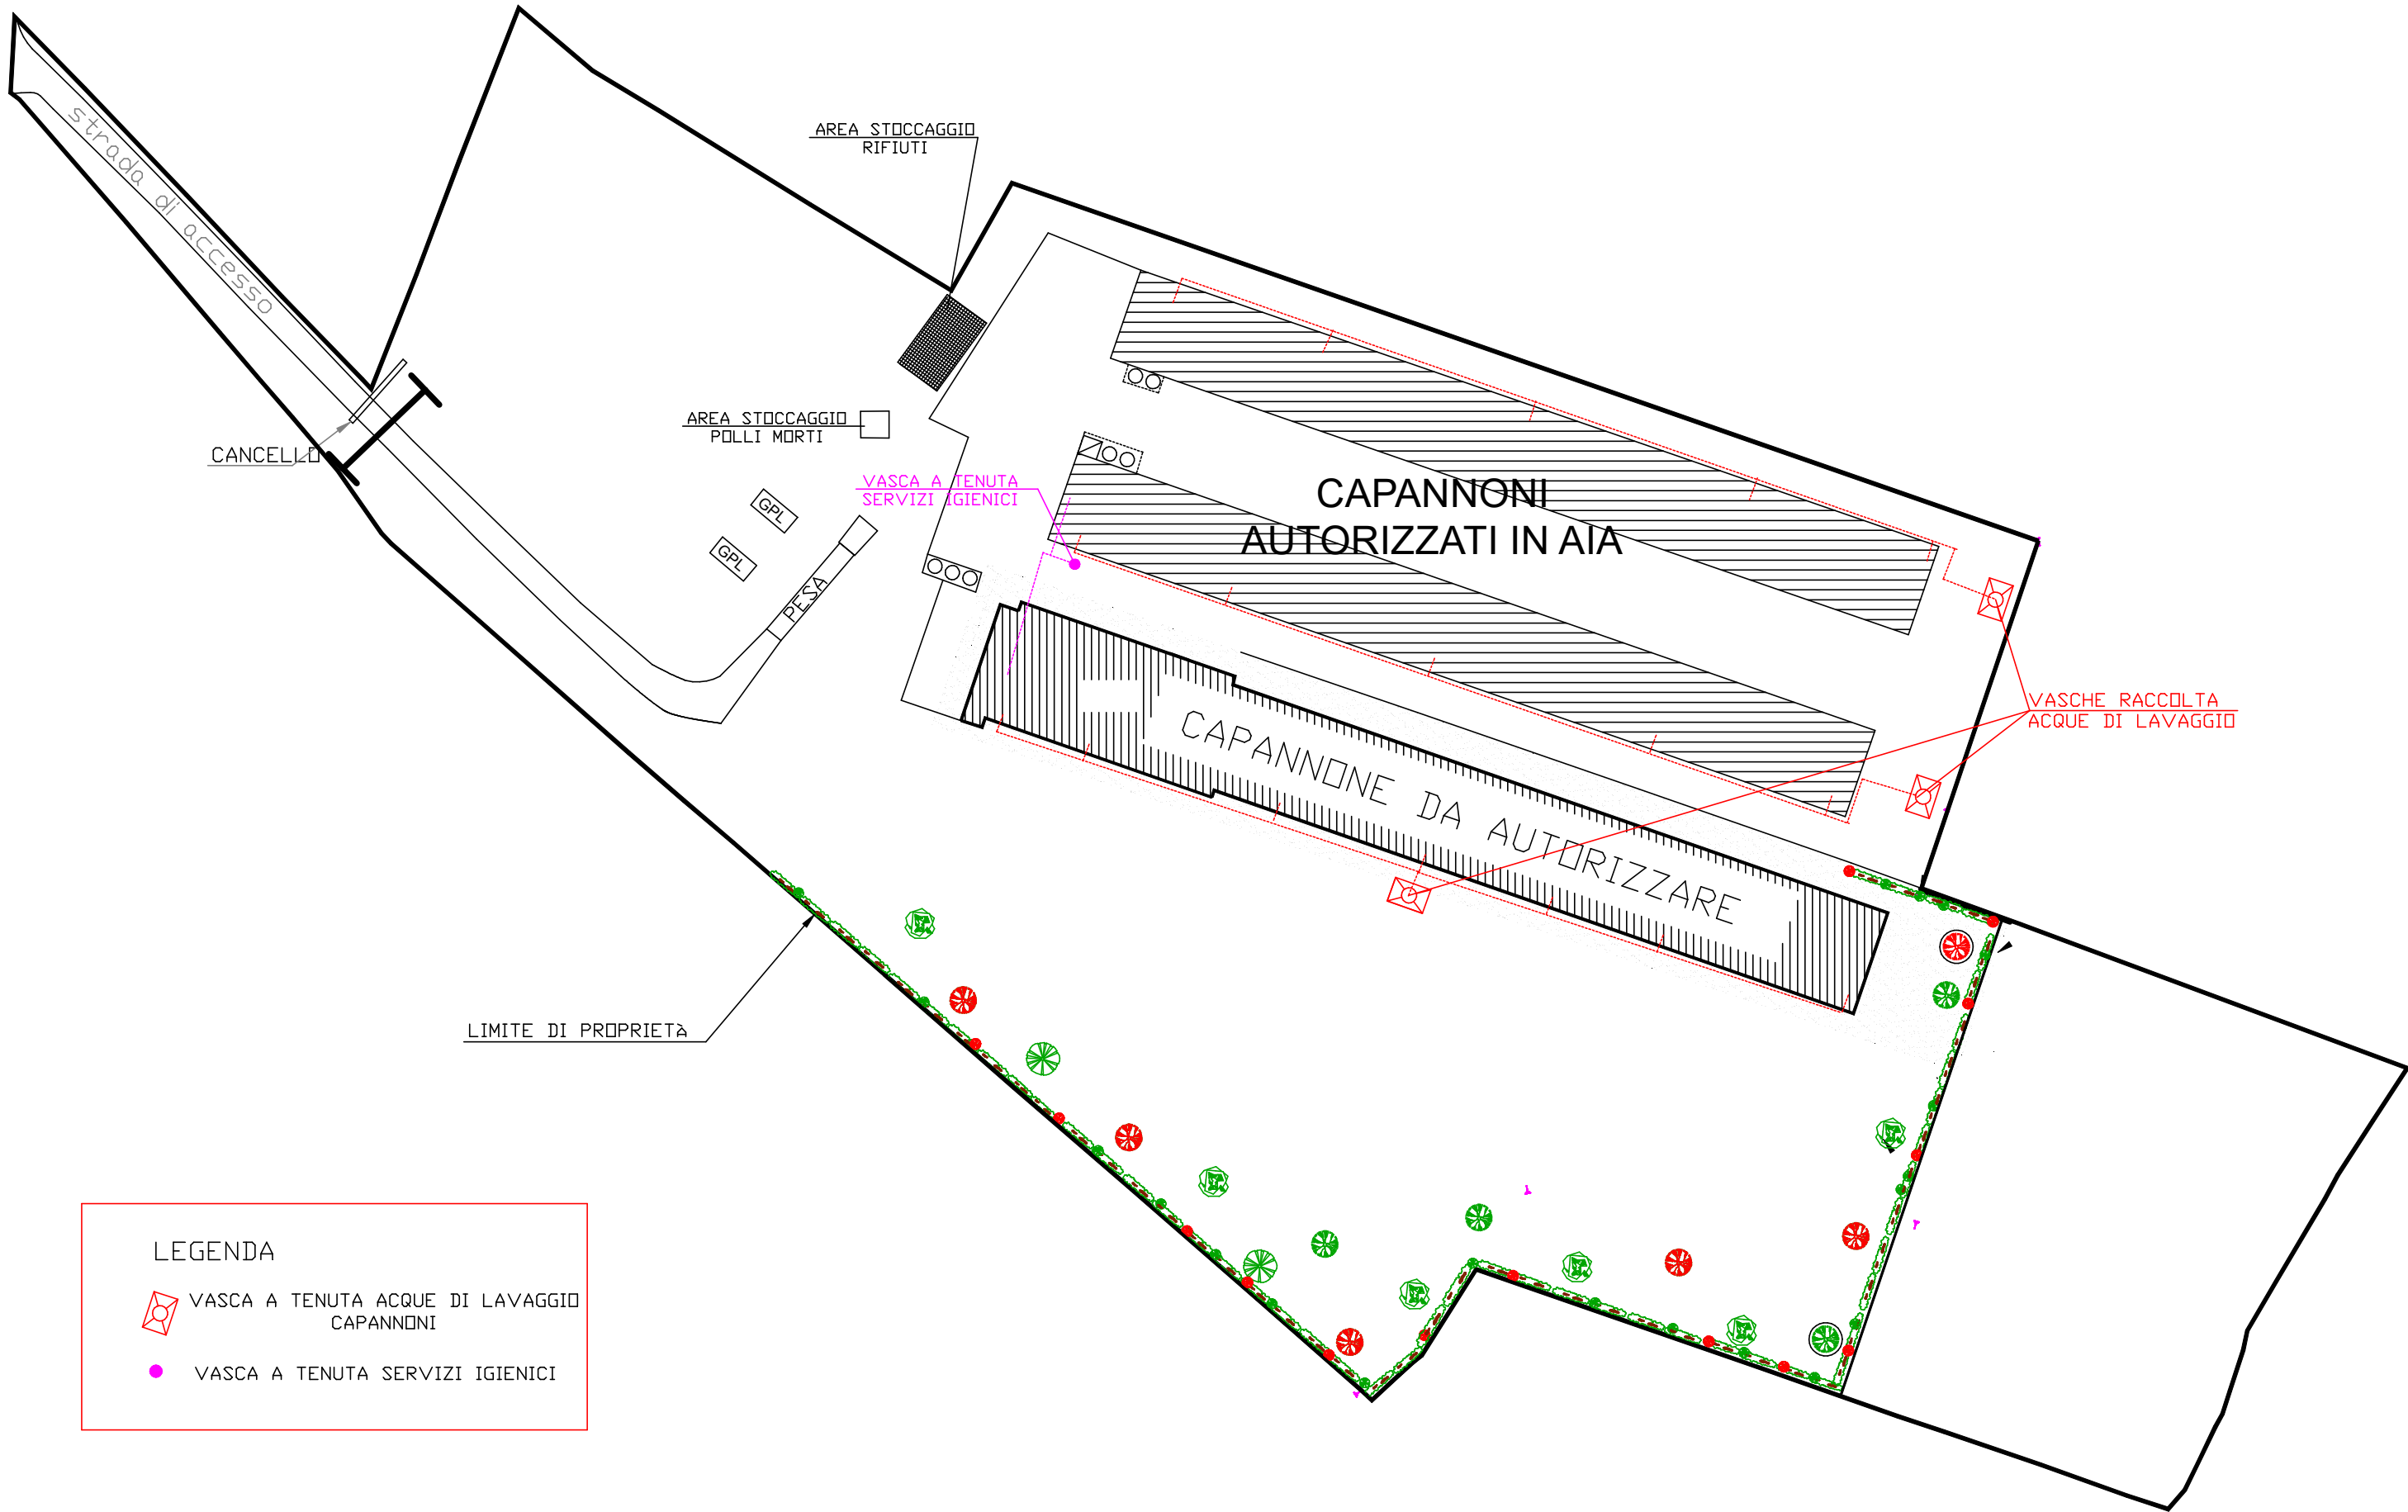 strada di accesso
AREA STOCCAGGIO
RIFIUTI
CANCELLO
AREA STOCCAGGIO
POLLI MORTI
VASCA A TENUTA
SERVIZI IGIENICI
GPL
GPL
PESA
CAPANNONI
AUTORIZZATI IN AIA
VASCHE RACCOLTA
ACQUE DI LAVAGGIO
CAPANNONE DA AUTORIZZARE
LIMITE DI PROPRIETà
LEGENDA
VASCA A TENUTA ACQUE DI LAVAGGIO
CAPANNONI
VASCA A TENUTA SERVIZI IGIENICI